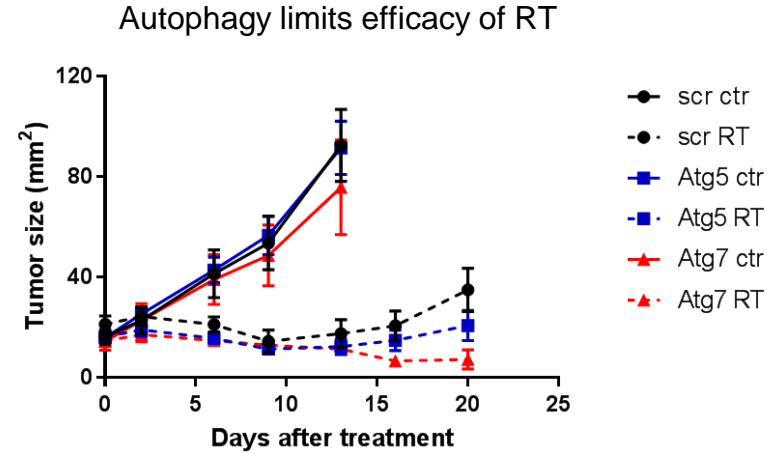 Autophagy limits efficacy of RT
120
80
40
0
Tumor size (mm²)
0 5 10 15 20 25
Days after treatment
scr ctr
scr RT
Atg5 ctr
Atg5 RT
Atg7 ctr
Atg7 RT